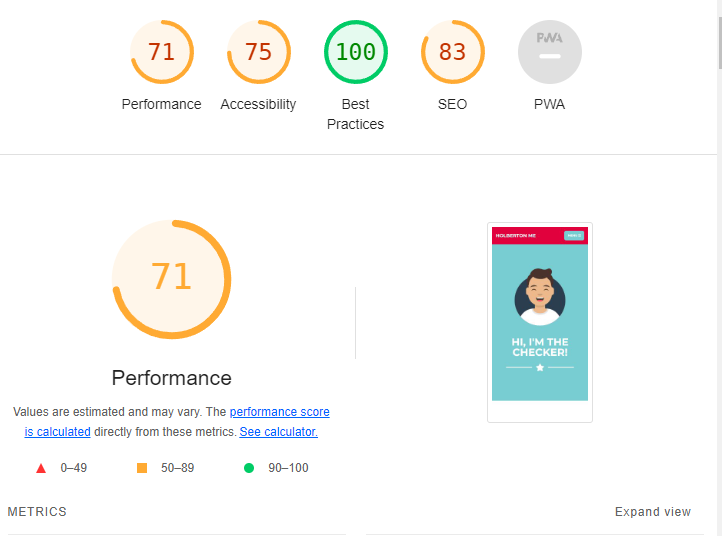 71
75
100
83
PWA
Performance
Accessibility
Best
Practices
SEO
PWA
71
HOLBERTON ME
HI, I'M THE
CHECKER!
Performance
Values are estimated and may vary. The performance score
is calculated directly from these metrics. See calculator.
0–49
50–89
90–100
METRICS
Expand view